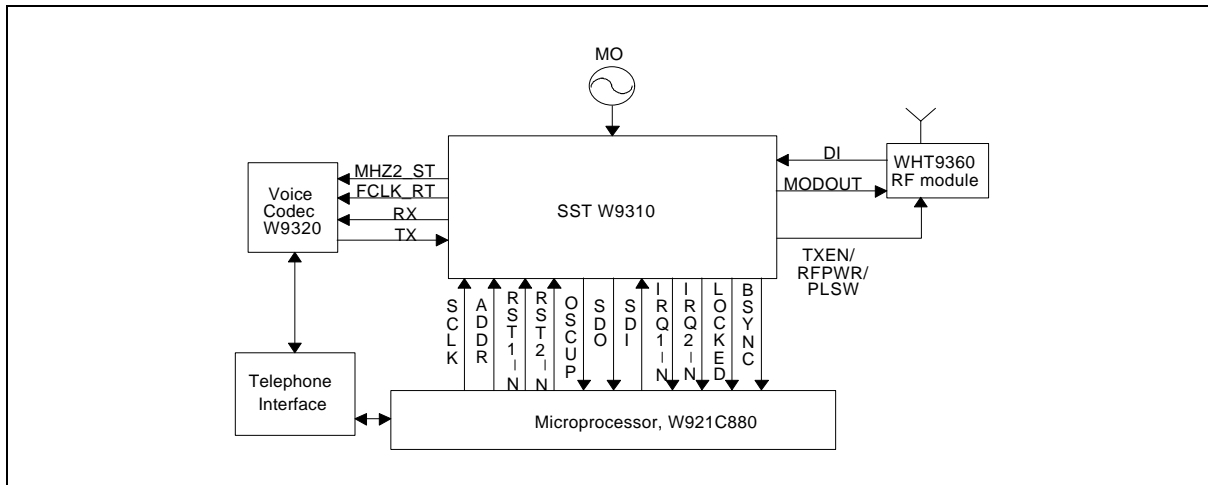 MO
MHZ2_ST
FCLK_RT
RX
TX
Voice
Codec
W9320
SST W9310
DI
MODOUT
WHT9360
RF module
TXEN/
RFPWR/
PLSW
SCLK
ADDR
RST1_N
RST2_N
OSCUP
SDO
SDI
IRQ1_N
IRQ2_N
LOCKED
BSYNC
Telephone
Interface
Microprocessor, W921C880